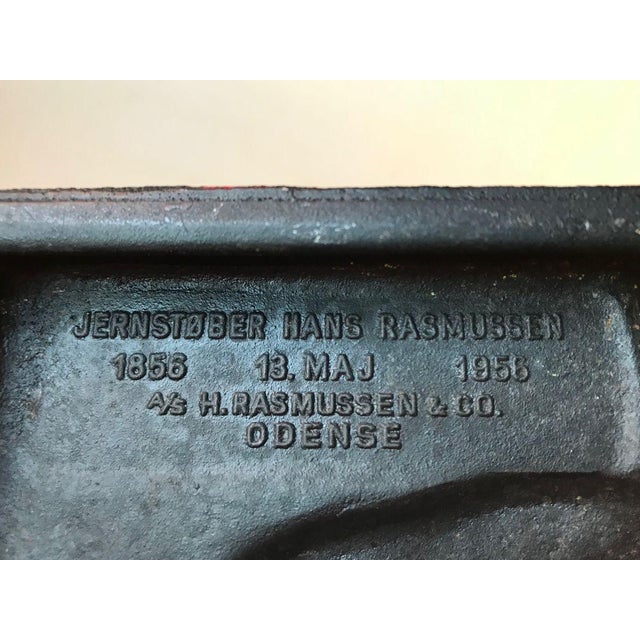 JERNSTØBER HANS RASMUSSEN
1856 13. MAJ 1956
A/S H. RASMUSSEN & CO.
ODENSE